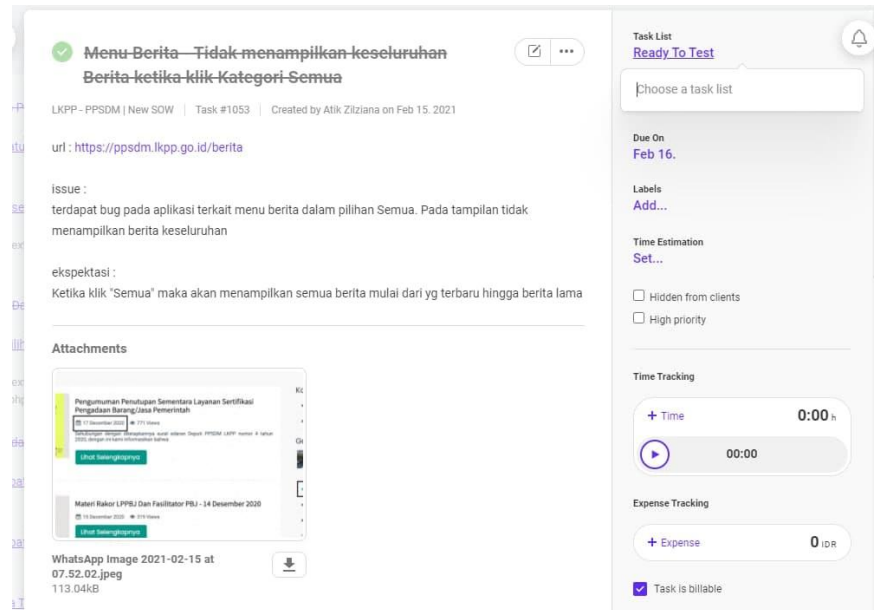 Menu Berita - Tidak menampilkan keseluruhan
Berita ketika klik Kategori Semua
LKPP - PPSDM | New SOW | Task #1053 | Created by Atik Zilziana on Feb 15. 2021
url : https://ppsdm.lkpp.go.id/berita
issue :
terdapat bug pada aplikasi terkait menu berita dalam pilihan Semua. Pada tampilan tidak
menampilkan berita keseluruhan
ekspektasi :
Ketika klik "Semua" maka akan menampilkan semua berita mulai dari yg terbaru hingga berita lama
Attachments
Pengumuman Penutupan Sementara Layanan Sertifikasi
Pengadaan Barang/Jasa Pemerintah
17 Desember 2020 771 Views
Lihat Selengkapnya
Materi Rakor LPPBJ Dan Fasilitator PBJ - 14 Desember 2020
Lihat Selengkapnya
WhatsApp Image 2021-02-15 at
07.52.02.jpeg
113.04kB
Task List
Ready To Test
Choose a task list
Due On
Feb 16.
Labels
Add...
Time Estimation
Set...
Hidden from clients
High priority
Time Tracking
+ Time 0:00 h
00:00
Expense Tracking
+ Expense 0 IDR
Task is billable